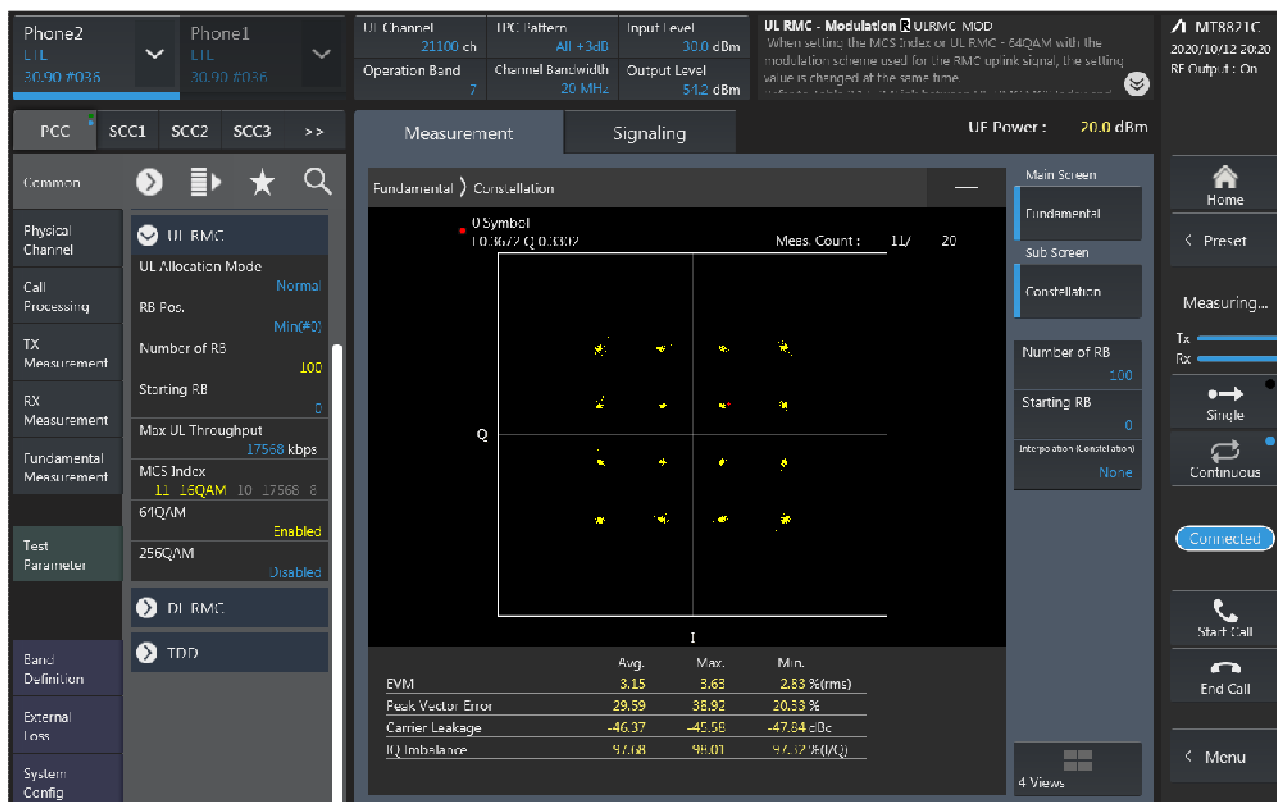 Phone2
LTE
30.90 #036
Phone1
LTE
30.90 #036
UL Channel
21100 ch
Operation Band
7
TPC Pattern
All +3dB
Channel Bandwidth
20 MHz
Input Level
30.0 dBm
Output Level
-54.2 dBm
UL RMC - Modulation R ULRMC_MOD
When setting the MCS Index or UL RMC - 64QAM with the
modulation scheme used for the RMC uplink signal, the setting
value is changed at the same time.
MT8821C
2020/10/12 20:20
RF Output : On
PCC SCC1 SCC2 SCC3 >>
Measurement
Signaling
UE Power : 20.0 dBm
Common
Physical
Channel
Call
Processing
TX
Measurement
RX
Measurement
Fundamental
Measurement
Test
Parameter
Band
Definition
External
Loss
System
Config
UL RMC
UL Allocation Mode
Normal
RB Pos.
Min(#0)
Number of RB
100
Starting RB
0
Max UL Throughput
17568 kbps
MCS Index
11 16QAM 10 17568 8
64QAM
Enabled
256QAM
Disabled
DL RMC
TDD
Fundamental ) Constellation
0 Symbol
I 0.3672 Q 0.3302
Meas. Count : 11/ 20
Q
I
Avg. Max. Min.
EVM 3.15 3.63 2.83 %(rms)
Peak Vector Error 29.59 38.92 20.53 %
Carrier Leakage -46.37 -45.58 -47.84 dBc
IQ Imbalance 97.68 98.01 97.32 %(I/Q)
Main Screen
Fundamental
Sub Screen
Constellation
Number of RB
100
Starting RB
0
Interpolation (Constellation)
None
4 Views
Home
Preset
Measuring...
Tx
Rx
Single
Continuous
Connected
Start Call
End Call
Menu